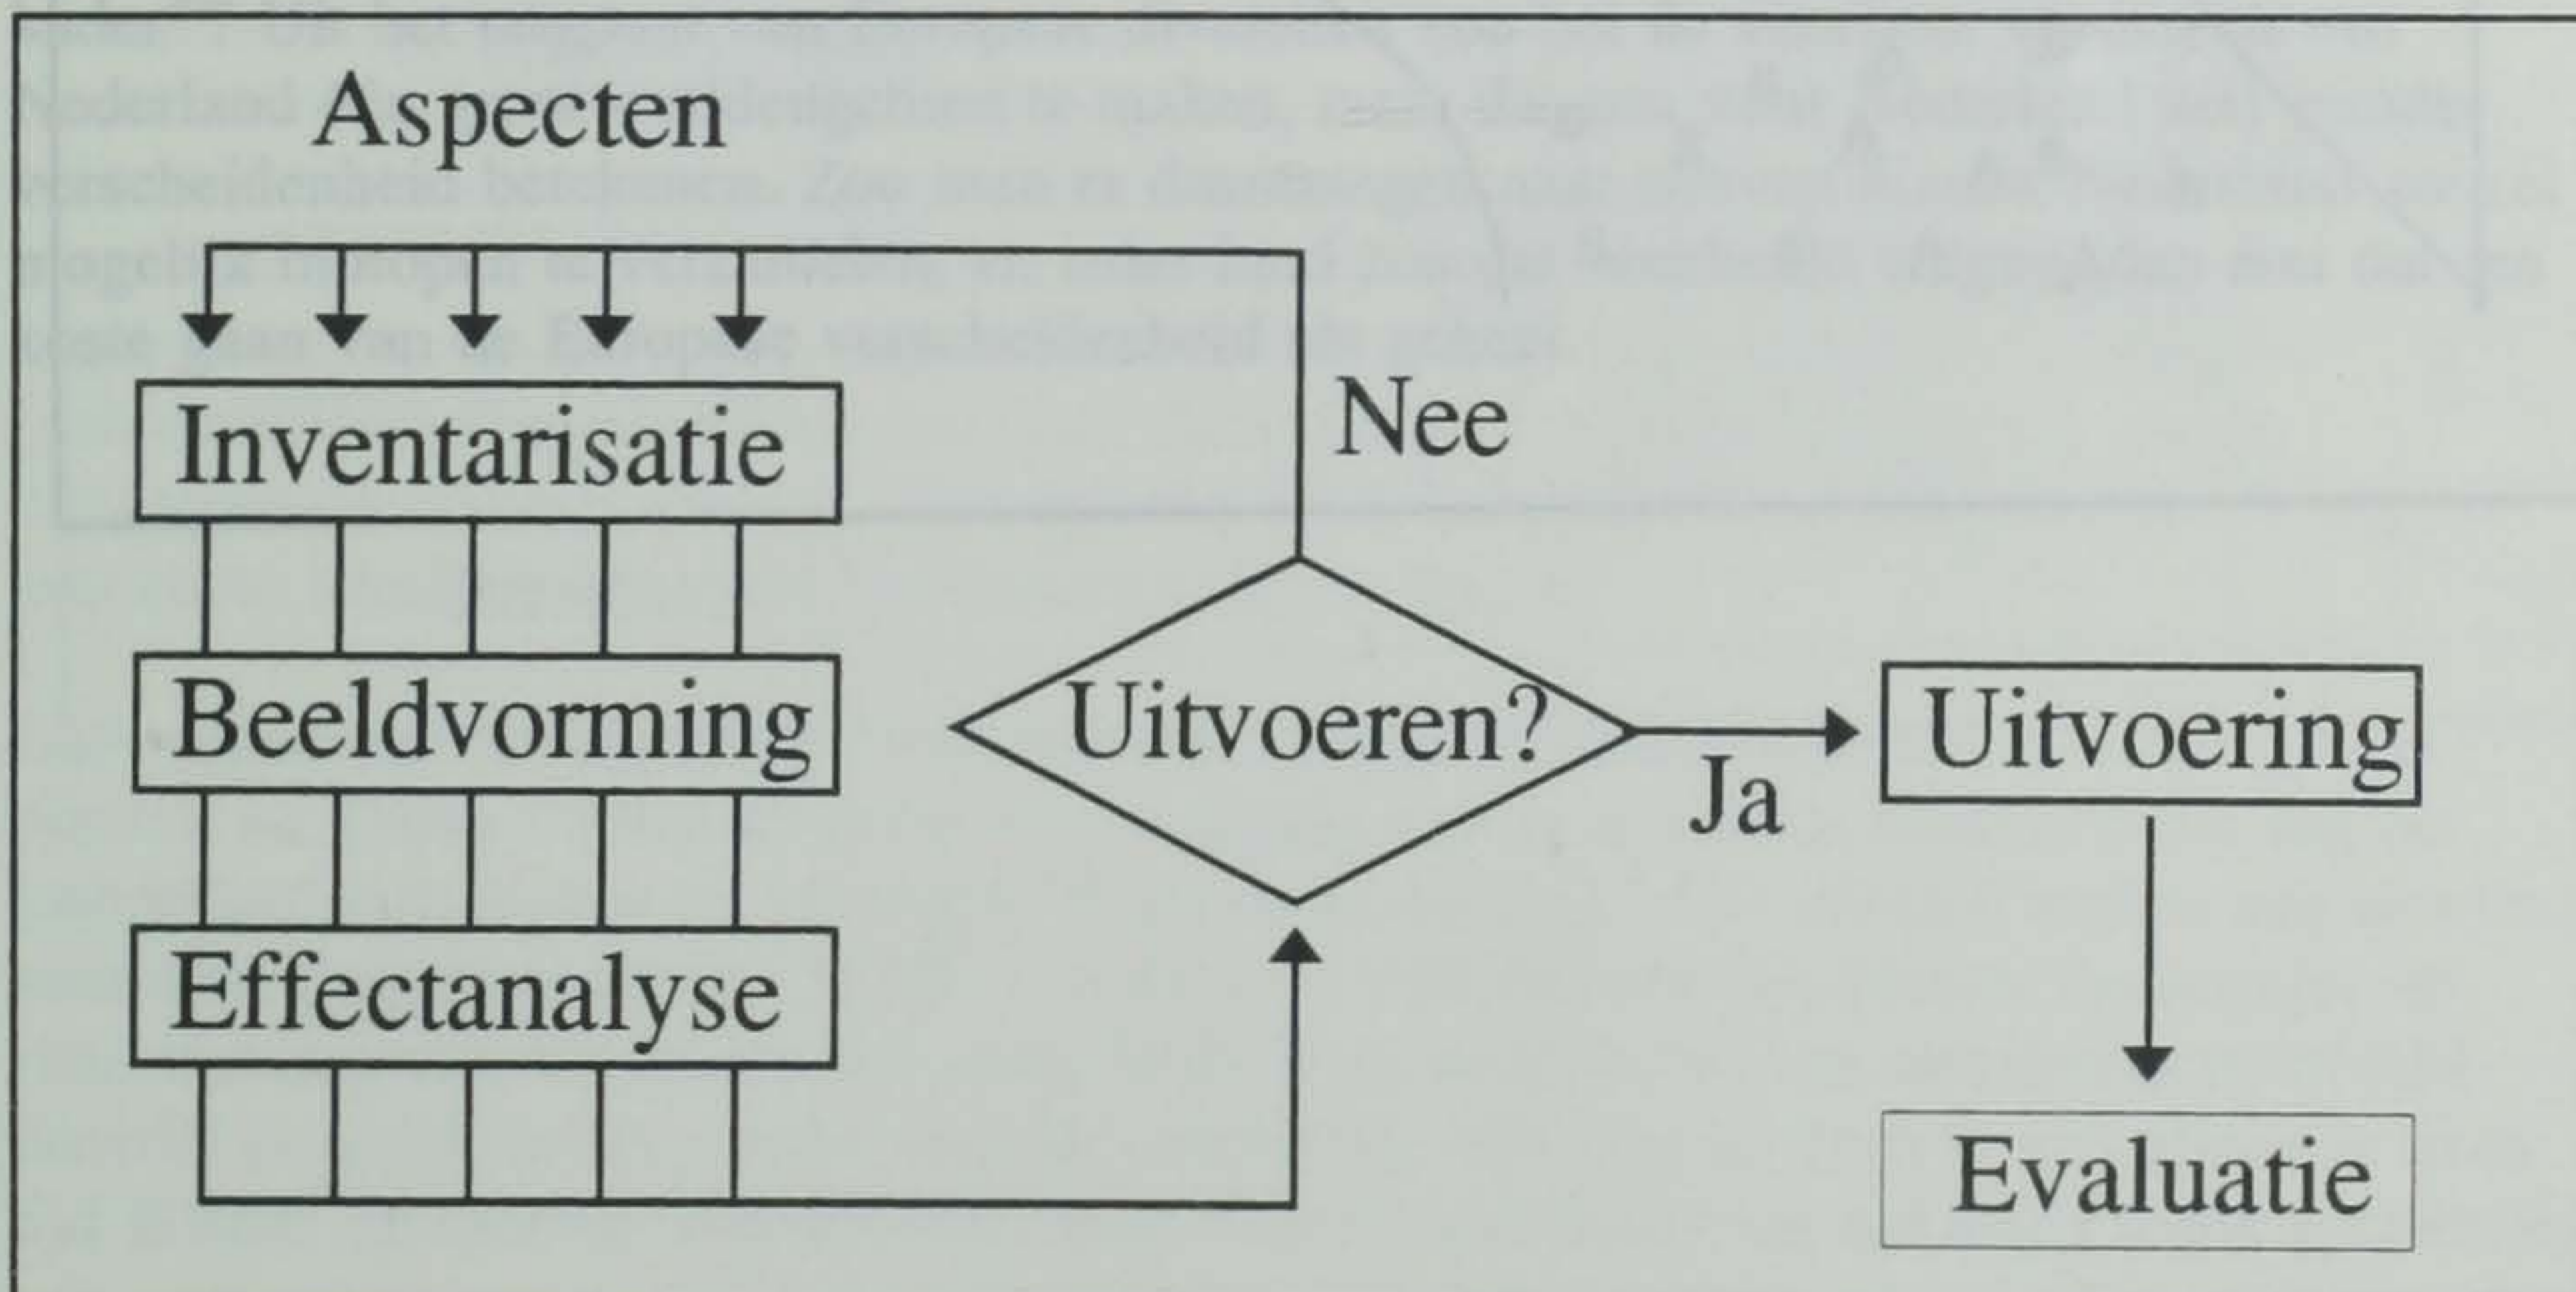 Aspecten
Inventarisatie
Nee
Beeldvorming
Uitvoeren?
Uitvoering
Ja
Effectanalyse
Evaluatie